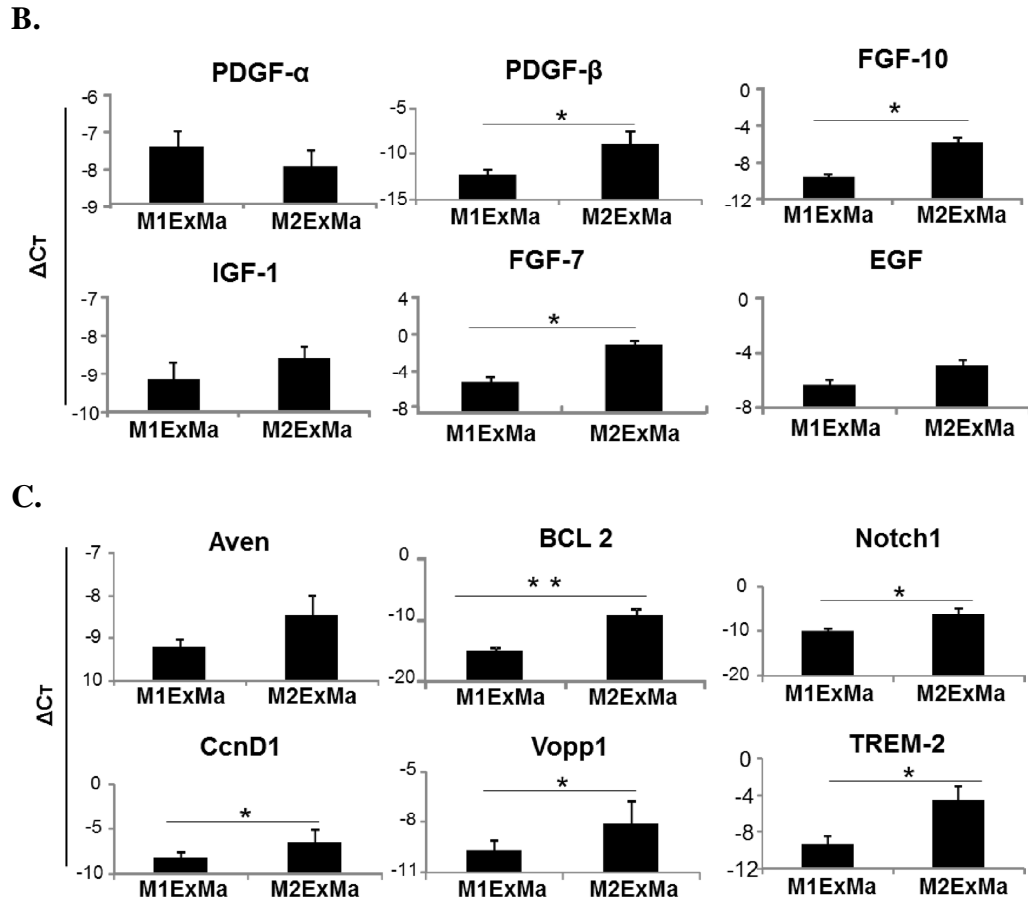 B.
PDGF-α PDGF-β FGF-10
-6 -5 0
-7 * *
-8 -10 -4
-9 -15 -8
-12
M1ExMa M2ExMa M1ExMa M2ExMa M1ExMa M2ExMa
ΔCT
IGF-1 FGF-7 EGF
-7 4 0
-8 0 *
-9 -4 -4
-10 -8 -8
M1ExMa M2ExMa M1ExMa M2ExMa M1ExMa M2ExMa
C.
Aven BCL 2 Notch1
-7 0 0
-8 * * *
-9 -10 -10
10 -20 -20
M1ExMa M2ExMa M1ExMa M2ExMa M1ExMa M2ExMa
ΔCT
CcnD1 Vopp1 TREM-2
0 -5 0
* * *
-5 -8 -4
-8
-10 -11 -12
M1ExMa M2ExMa M1ExMa M2ExMa M1ExMa M2ExMa